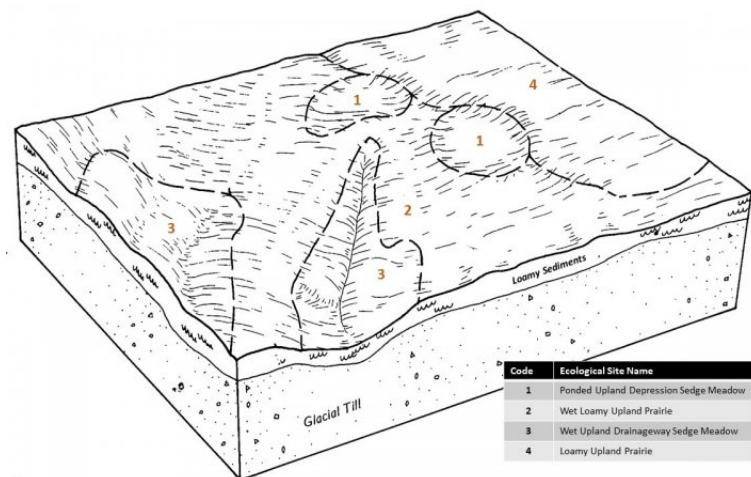 1
4
1
2
3
3
Loamy Sediments
Glacial Till
Code Ecological Site Name
1 Ponded Upland Depression Sedge Meadow
2 Wet Loamy Upland Prairie
3 Wet Upland Drainageway Sedge Meadow
4 Loamy Upland Prairie